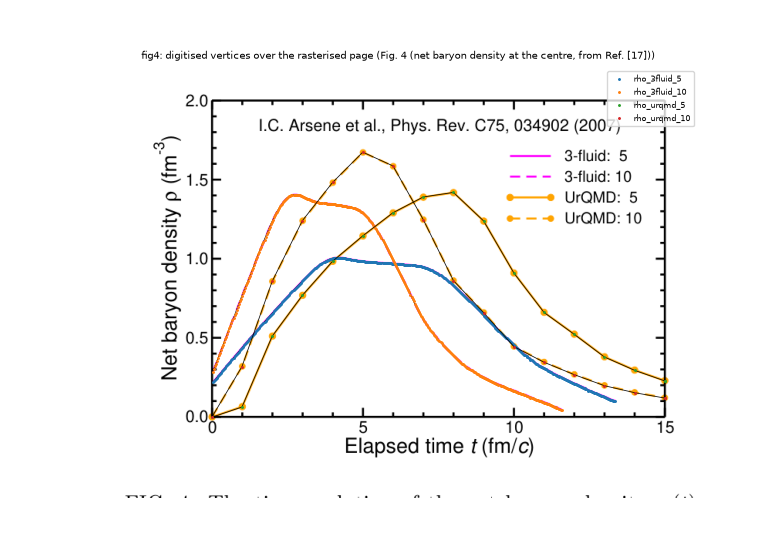 fig4: digitised vertices over the rasterised page (Fig. 4 (net baryon density at the centre, from Ref. [17]))
rho_3fluid_5
rho_3fluid_10
rho_urqmd_5
rho_urqmd_10
I.C. Arsene et al., Phys. Rev. C75, 034902 (2007)
3-fluid: 5
3-fluid: 10
UrQMD: 5
UrQMD: 10
Net baryon density ρ (fm⁻³)
2.0
1.5
1.0
0.5
0.0
0 5 10 15
Elapsed time t (fm/c)